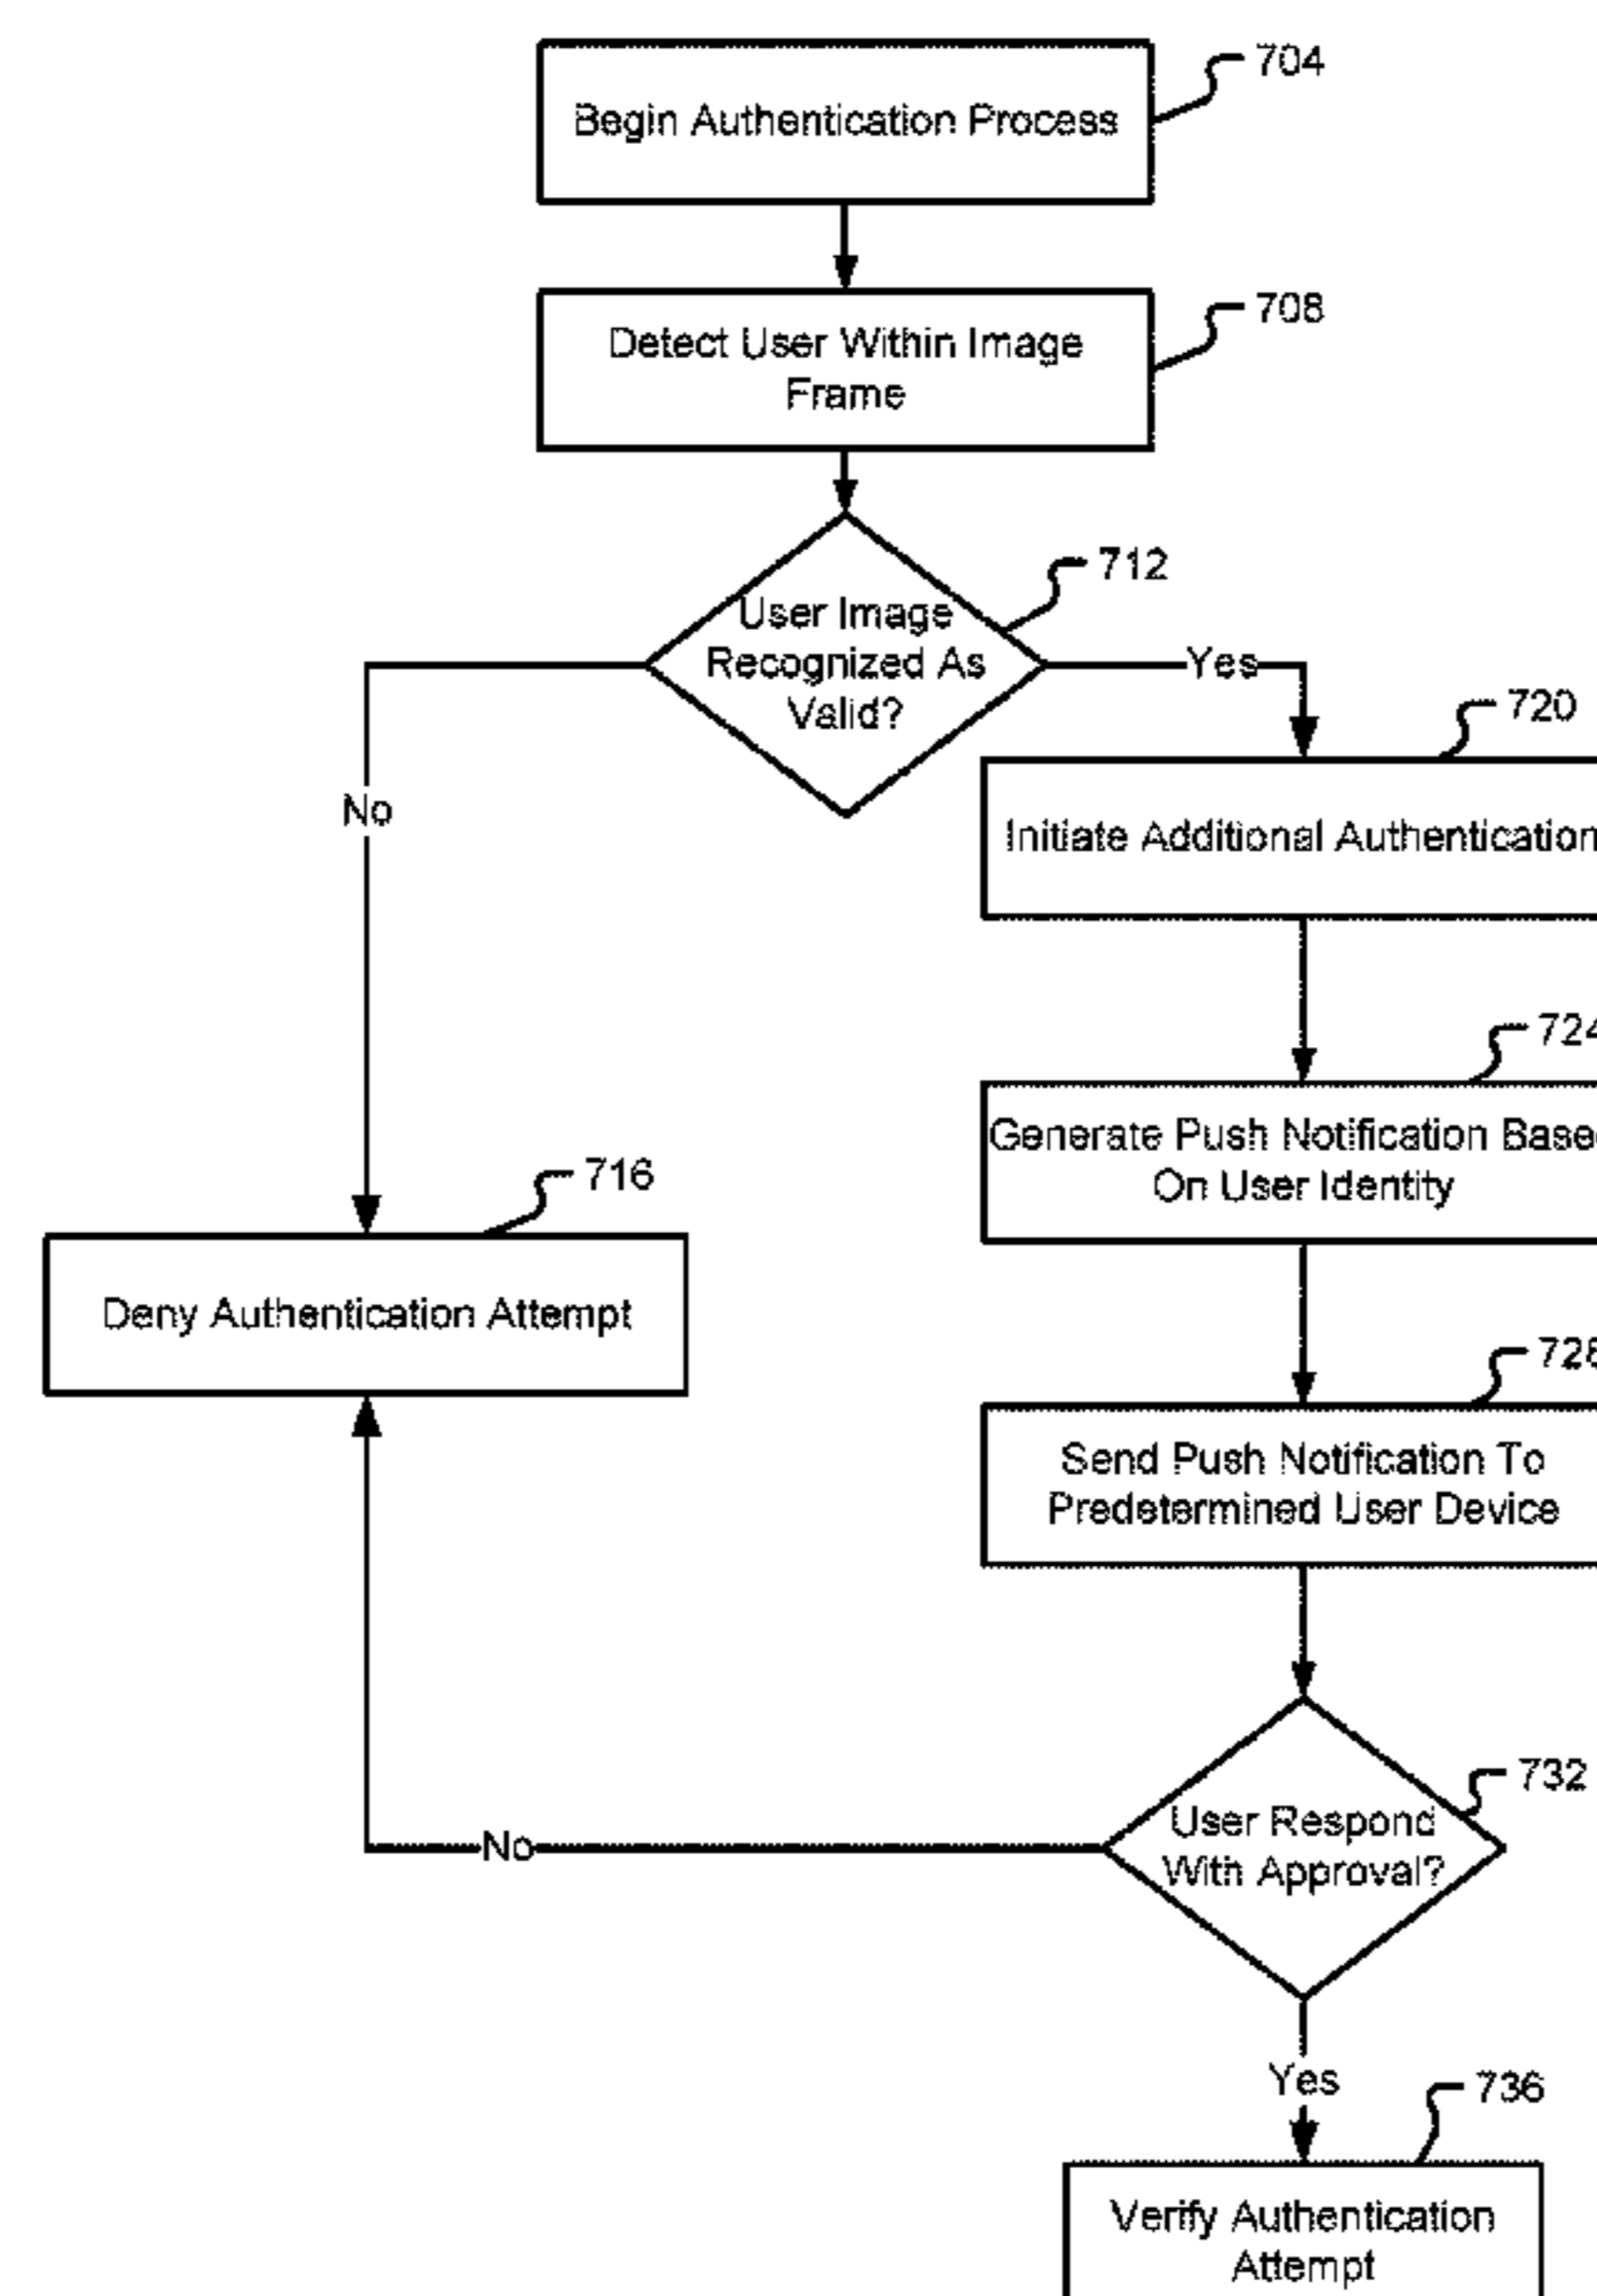 704
Begin Authentication Process
708
Detect User Within Image
Frame
712
User Image
Recognized As
Valid?
Yes
No
720
Initiate Additional Authentication
724
Generate Push Notification Base
On User Identity
716
Deny Authentication Attempt
728
Send Push Notification To
Predetermined User Device
732
User Respond
With Approval?
No
Yes
736
Verify Authentication
Attempt